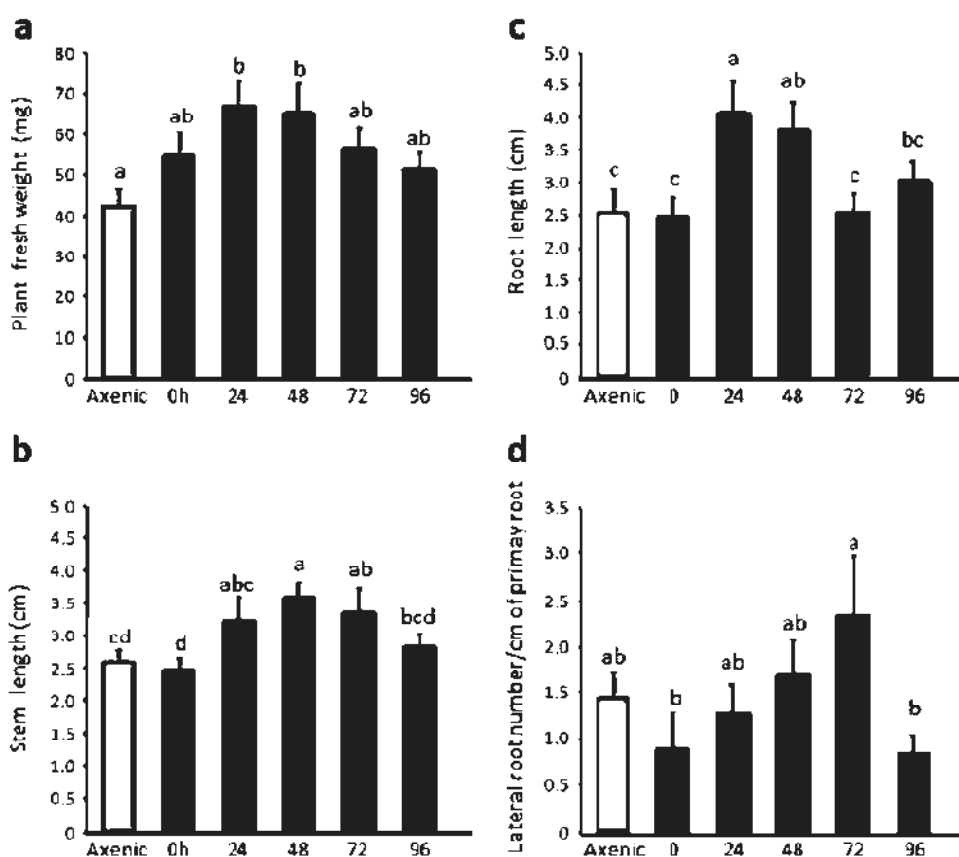 a
Plant fresh weight (mg)
80
70
60
50
40
30
20
10
0
a
ab
b
b
ab
ab
Axenic 0h 24 48 72 96
c
Root length (cm)
5.0
4.5
4.0
3.5
3.0
2.5
2.0
1.5
1.0
0.5
0
c
c
a
ab
c
bc
Axenic 0 24 48 72 96
b
Stem length (cm)
5.0
4.5
4.0
3.5
3.0
2.5
2.0
1.5
1.0
0.5
0
cd
d
abc
a
ab
bcd
Axenic 0h 24 48 72 96
d
Lateral root number/cm of primay root
3.5
3.0
2.5
2.0
1.5
1.0
0.5
0
ab
b
ab
ab
a
b
Axenic 0 24 48 72 96